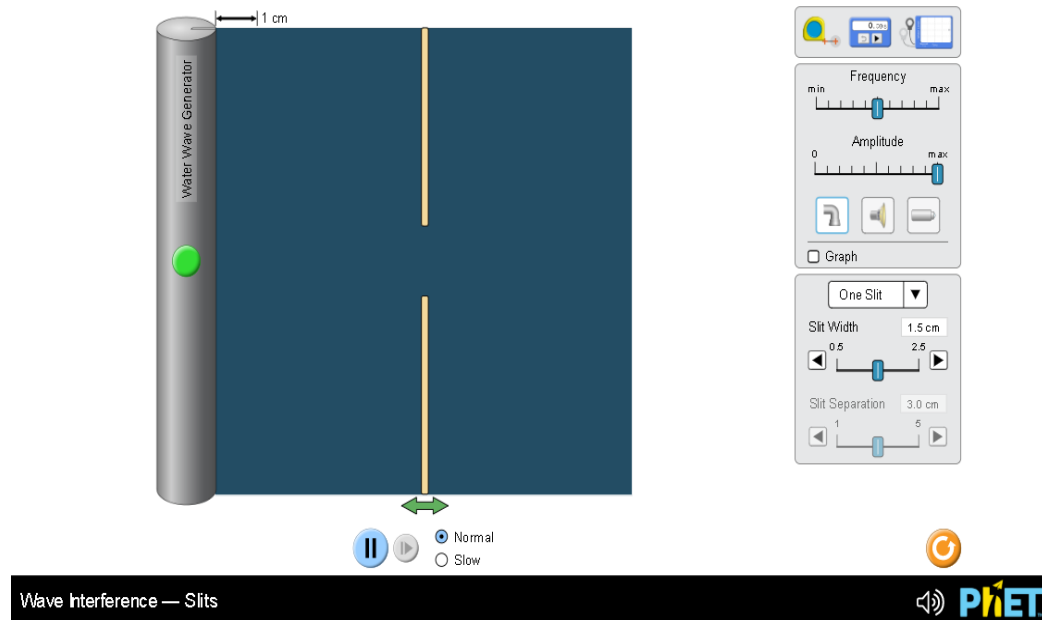 1 cm
Water Wave Generator
Frequency
min max
Amplitude
0 max
Graph
One Slit
Slit Width 1.5 cm
0.5 2.5
Slit Separation 3.0 cm
1 5
Normal
Slow
Wave Interference — Slits
PhET